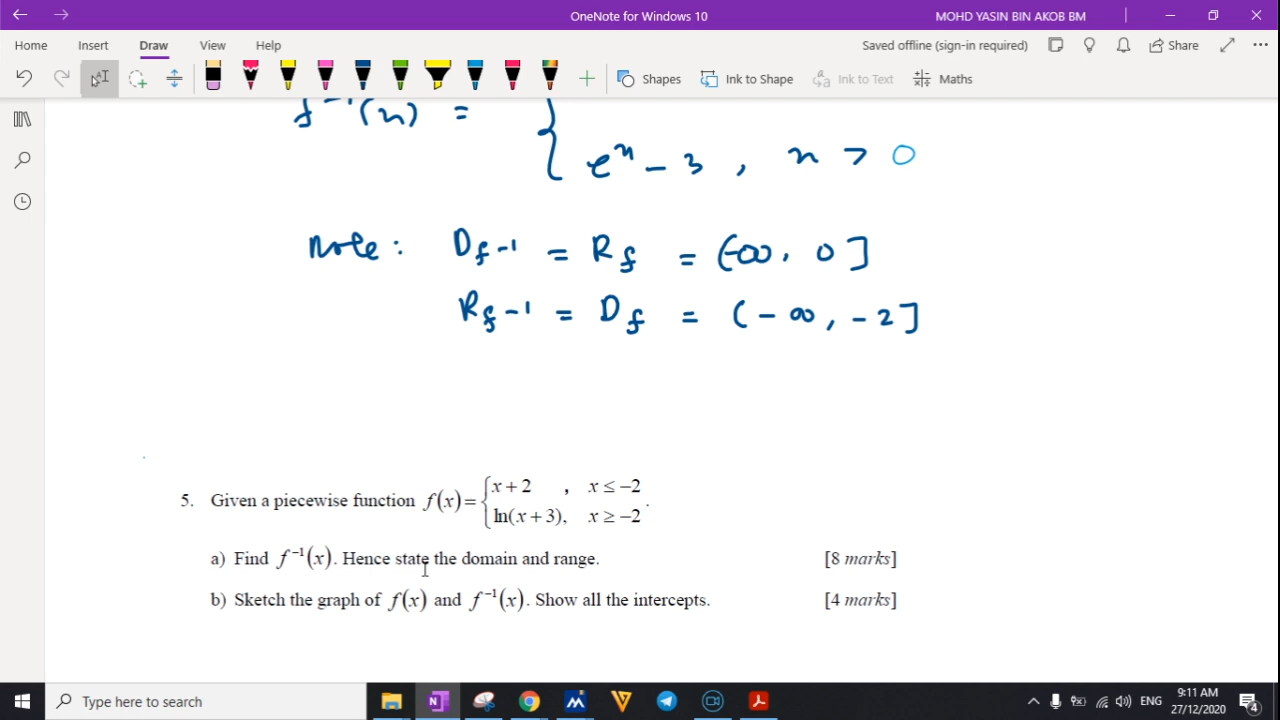 OneNote for Windows 10
MOHD YASIN BIN AKOB BM
Home Insert Draw View Help
Saved offline (sign-in required)
Share
Shapes
Ink to Shape
Ink to Text
Maths
f⁻¹(x) = {
eˣ - 3 , x > 0
Note: D_f⁻¹ = R_f = (-∞, 0]
R_f⁻¹ = D_f = (-∞, -2]
5. Given a piecewise function f(x) = { x + 2 , x ≤ -2
ln(x + 3), x ≥ -2 .
a) Find f⁻¹(x). Hence state the domain and range. [8 marks]
b) Sketch the graph of f(x) and f⁻¹(x). Show all the intercepts. [4 marks]
Type here to search
ENG
9:11 AM
27/12/2020
4